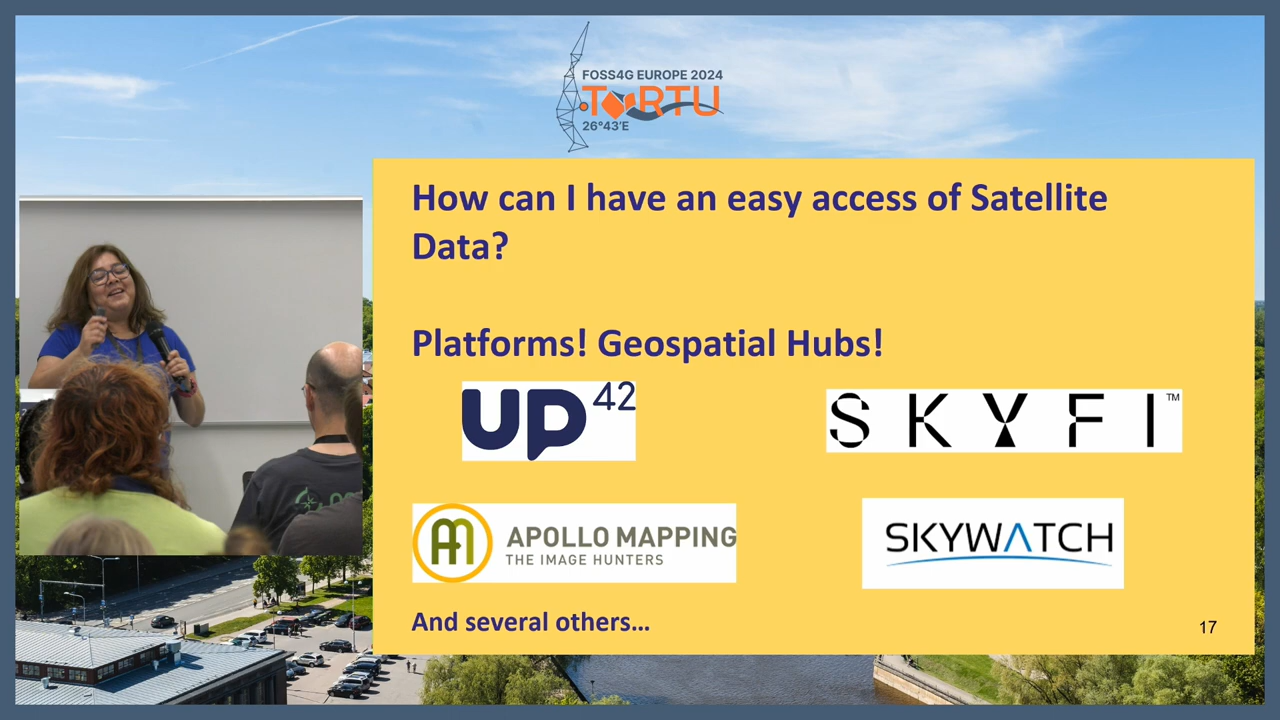 FOSS4G EUROPE 2024
TARTU
26°43'E
How can I have an easy access of Satellite
Data?
Platforms! Geospatial Hubs!
UP42
SKYFI™
APOLLO MAPPING
THE IMAGE HUNTERS
SKYWATCH
And several others…
17